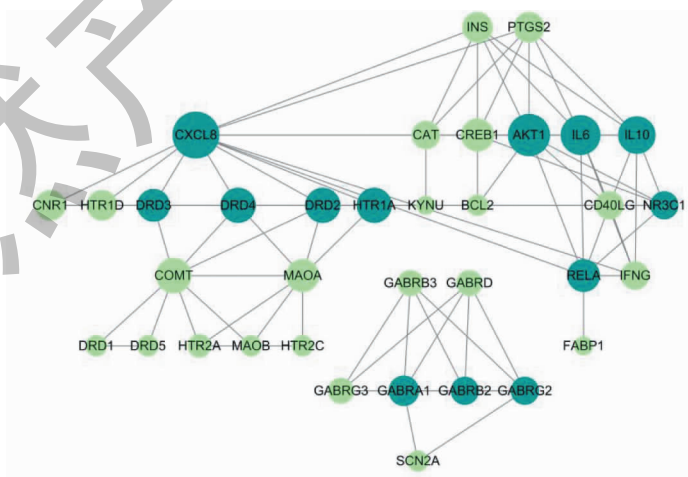 INS PTGS2
CXCL8 CAT CREB1 AKT1 IL6 IL10
CNR1 HTR1D DRD3 DRD4 DRD2 HTR1A KYNU BCL2 CD40LG NR3C1
COMT MAOA RELA IFNG
GABRB3 GABRD
DRD1 DRD5 HTR2A MAOB HTR2C FABP1
GABRG3 GABRA1 GABRB2 GABRG2
SCN2A